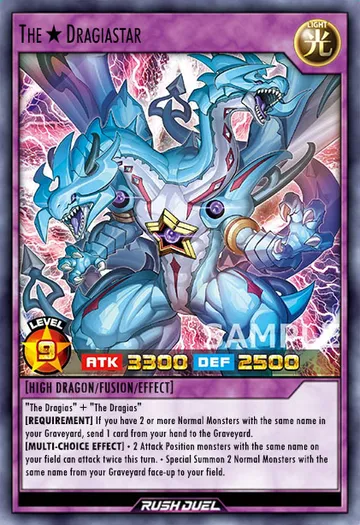 THE ★ DRAGIASTAR
LIGHT
光
SAMPLE
LEVEL
9
ATK 3300 DEF 2500
[HIGH DRAGON/FUSION/EFFECT]
"The Dragias" + "The Dragias"
[REQUIREMENT] If you have 2 or more Normal Monsters with the same name in
your Graveyard, send 1 card from your hand to the Graveyard.
[MULTI-CHOICE EFFECT] • 2 Attack Position monsters with the same name on
your field can attack twice this turn. • Special Summon 2 Normal Monsters with the
same name from your Graveyard face-up to your field.
RUSH DUEL